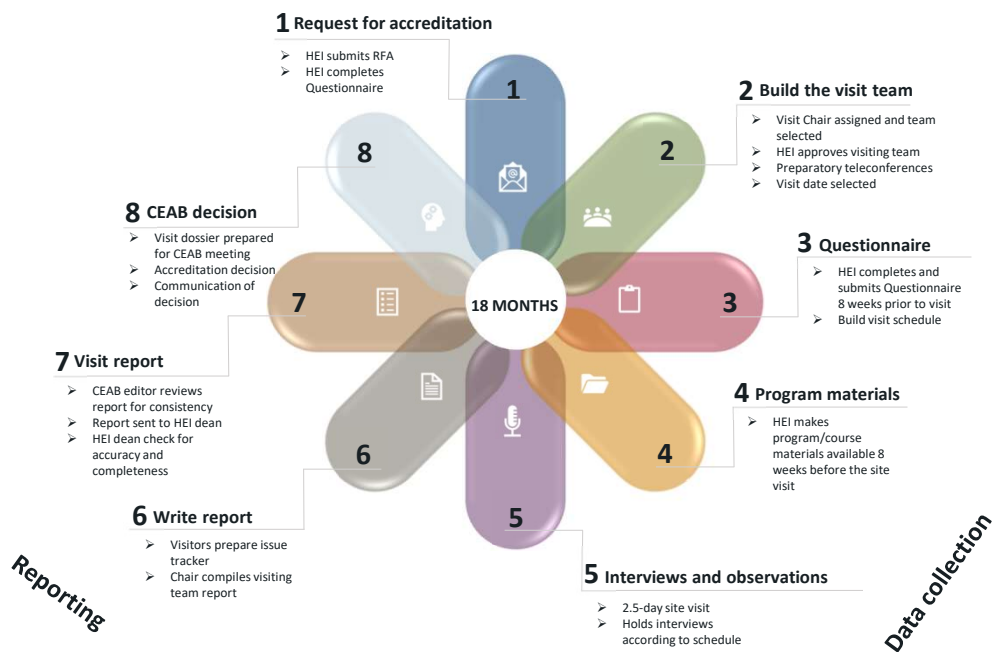 1 Request for accreditation
➢ HEI submits RFA
➢ HEI completes
Questionnaire
1
2 Build the visit team
➢ Visit Chair assigned and team
selected
➢ HEI approves visiting team
➢ Preparatory teleconferences
➢ Visit date selected
2
3 Questionnaire
➢ HEI completes and
submits Questionnaire
8 weeks prior to visit
➢ Build visit schedule
3
4 Program materials
➢ HEI makes
program/course
materials available 8
weeks before the site
visit
4
5 Interviews and observations
➢ 2.5-day site visit
➢ Holds interviews
according to schedule
5
6 Write report
➢ Visitors prepare issue
tracker
➢ Chair compiles visiting
team report
6
7 Visit report
➢ CEAB editor reviews
report for consistency
➢ Report sent to HEI dean
➢ HEI dean check for
accuracy and
completeness
7
8 CEAB decision
➢ Visit dossier prepared
for CEAB meeting
➢ Accreditation decision
➢ Communication of
decision
8
18 MONTHS
Reporting
Data collection